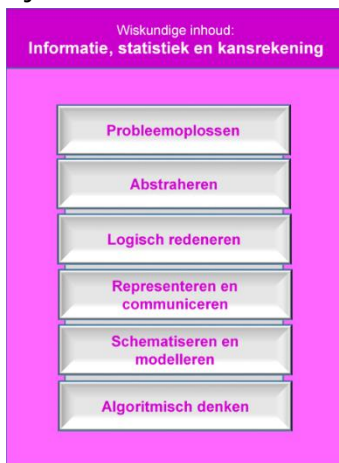 Wiskundige inhoud:
Informatie, statistiek en kansrekening
Probleemoplossen
Abstraheren
Logisch redeneren
Representeren en
communiceren
Schematiseren en
modelleren
Algoritmisch denken